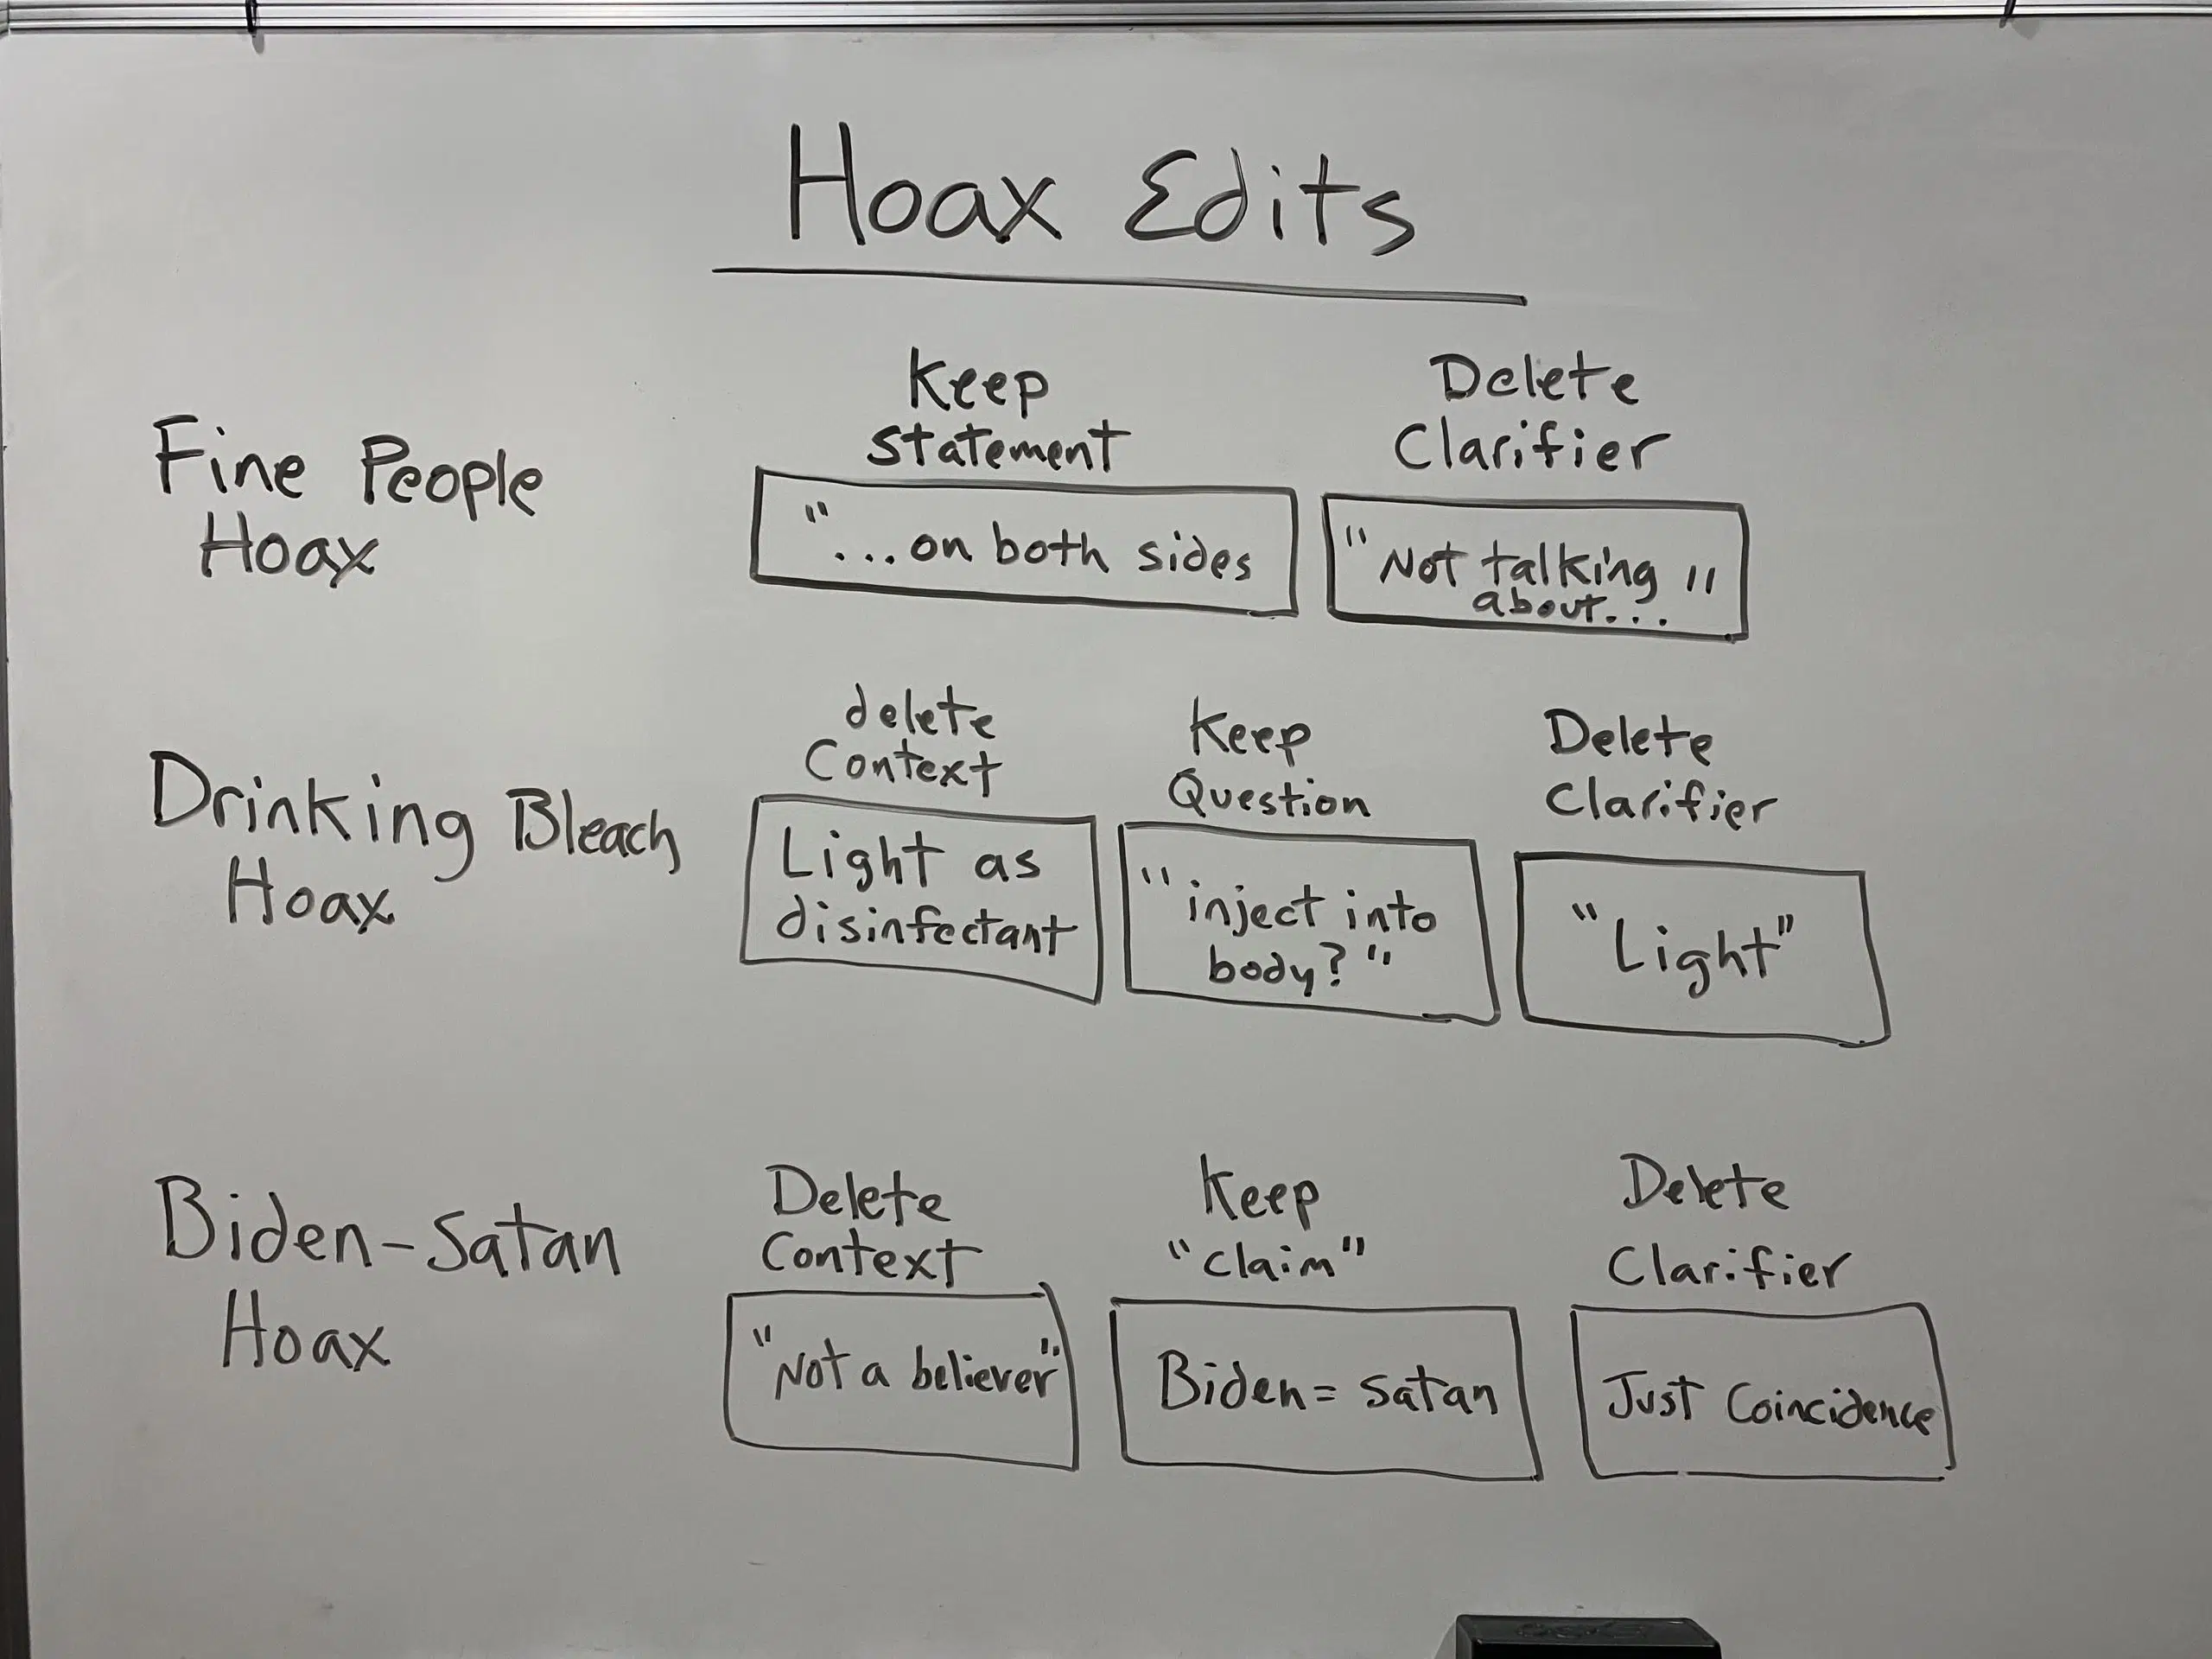 Hoax Edits
Fine People
Hoax
Keep
Statement
"...on both sides
Delete
Clarifier
"Not talking "
about...
Drinking Bleach
Hoax
delete
Context
Light as
disinfectant
Keep
Question
"inject into
body?"
Delete
Clarifier
"Light"
Biden-Satan
Hoax
Delete
Context
"Not a believer"
Keep
"claim"
Biden = Satan
Delete
Clarifier
Just Coincidence